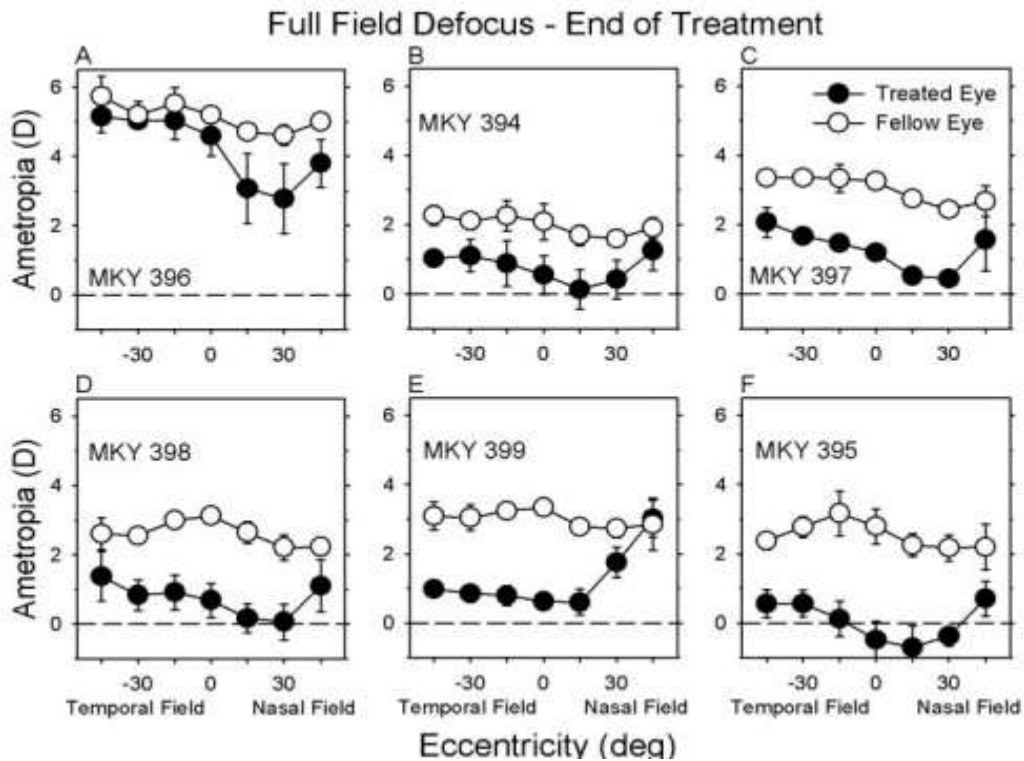 Full Field Defocus - End of Treatment
A
B
C
Ametropia (D)
6
4
2
0
MKY 396
-30
0
30
6
4
2
0
MKY 394
-30
0
30
6
4
2
0
Treated Eye
Fellow Eye
MKY 397
-30
0
30
D
E
F
Ametropia (D)
6
4
2
0
MKY 398
-30
0
30
Temporal Field
Nasal Field
6
4
2
0
MKY 399
-30
0
30
Temporal Field
Nasal Field
6
4
2
0
MKY 395
-30
0
30
Temporal Field
Nasal Field
Eccentricity (deg)